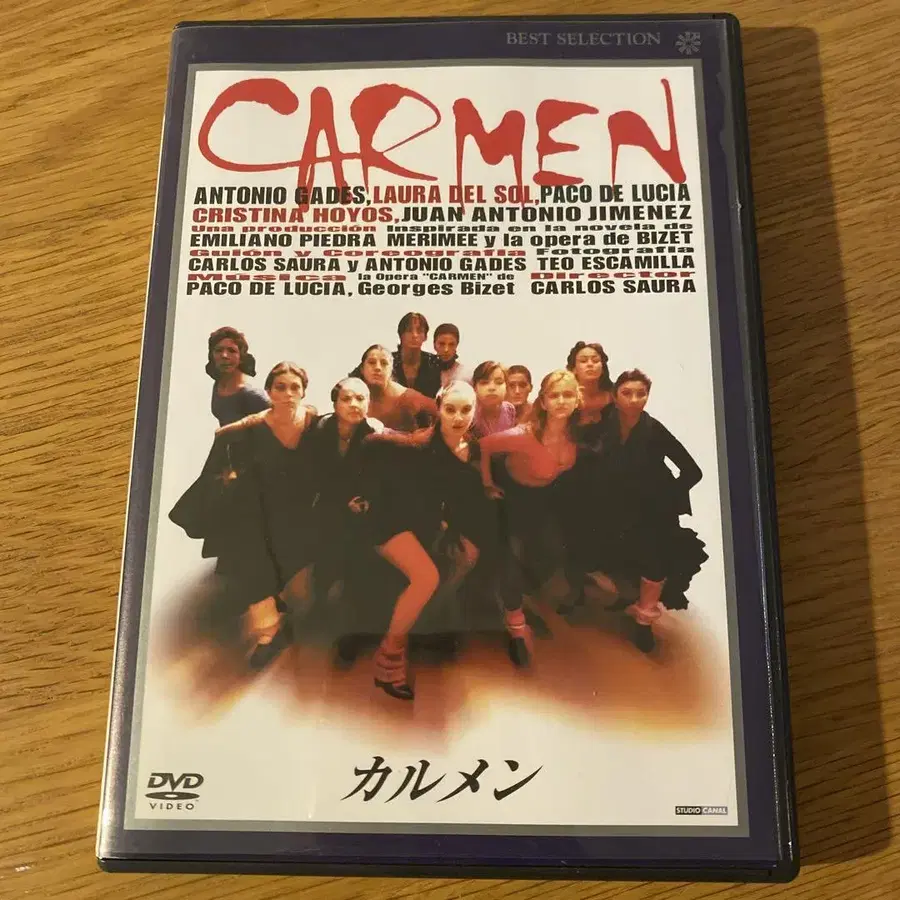 BEST SELECTION
CARMEN
ANTONIO GADES, LAURA DEL SOL, PACO DE LUCIA
CRISTINA HOYOS, JUAN ANTONIO JIMENEZ
Una producción Inspirada en la novela de
EMILIANO PIEDRA MERIMEE y la opera de BIZET
Guión y Coreografía Fotografía
CARLOS SAURA y ANTONIO GADES TEO ESCAMILLA
Música la Opera "CARMEN" de Director
PACO DE LUCIA, Georges Bizet CARLOS SAURA
カルメン
DVD
VIDEO
STUDIO CANAL